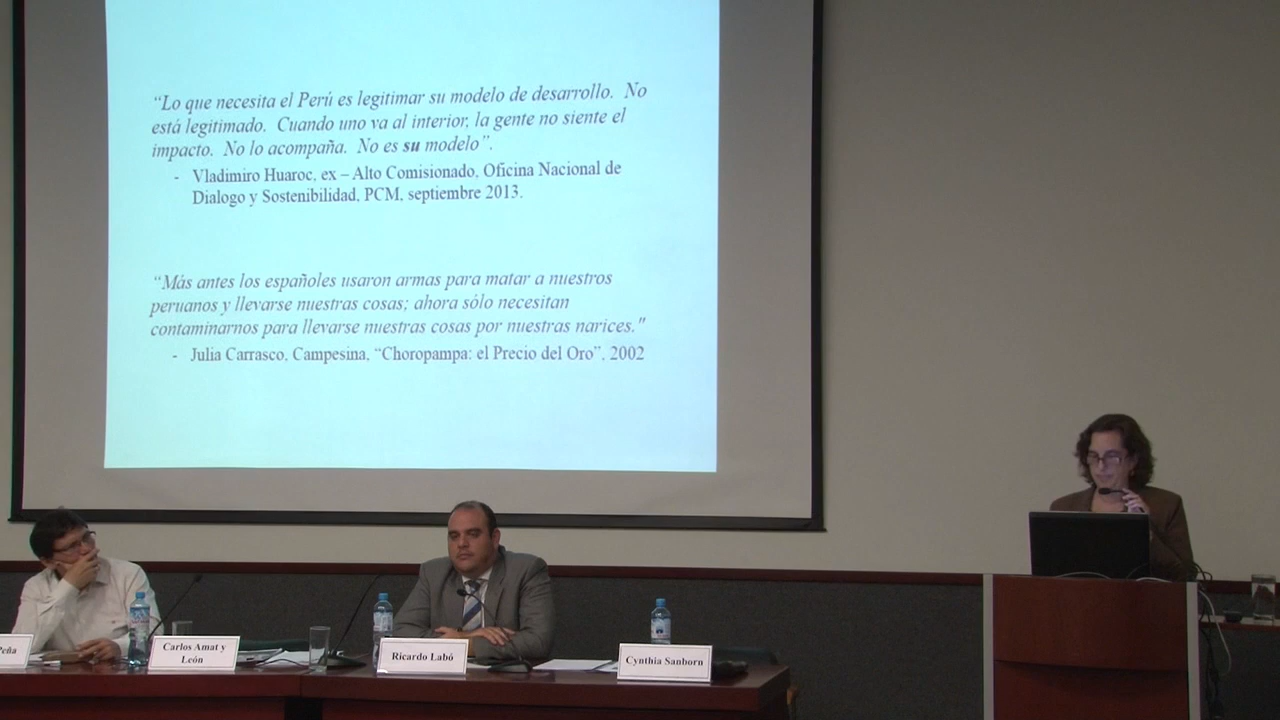 “Lo que necesita el Perú es legitimar su modelo de desarrollo. No
está legitimado. Cuando uno va al interior, la gente no siente el
impacto. No lo acompaña. No es su modelo”.
- Vladimiro Huaroc, ex – Alto Comisionado, Oficina Nacional de
Dialogo y Sostenibilidad, PCM, septiembre 2013.
“Más antes los españoles usaron armas para matar a nuestros
peruanos y llevarse nuestras cosas; ahora sólo necesitan
contaminarnos para llevarse nuestras cosas por nuestras narices."
- Julia Carrasco, Campesina, “Choropampa: el Precio del Oro”, 2002
Peña
Carlos Amat y
León
Ricardo Labó
Cynthia Sanborn